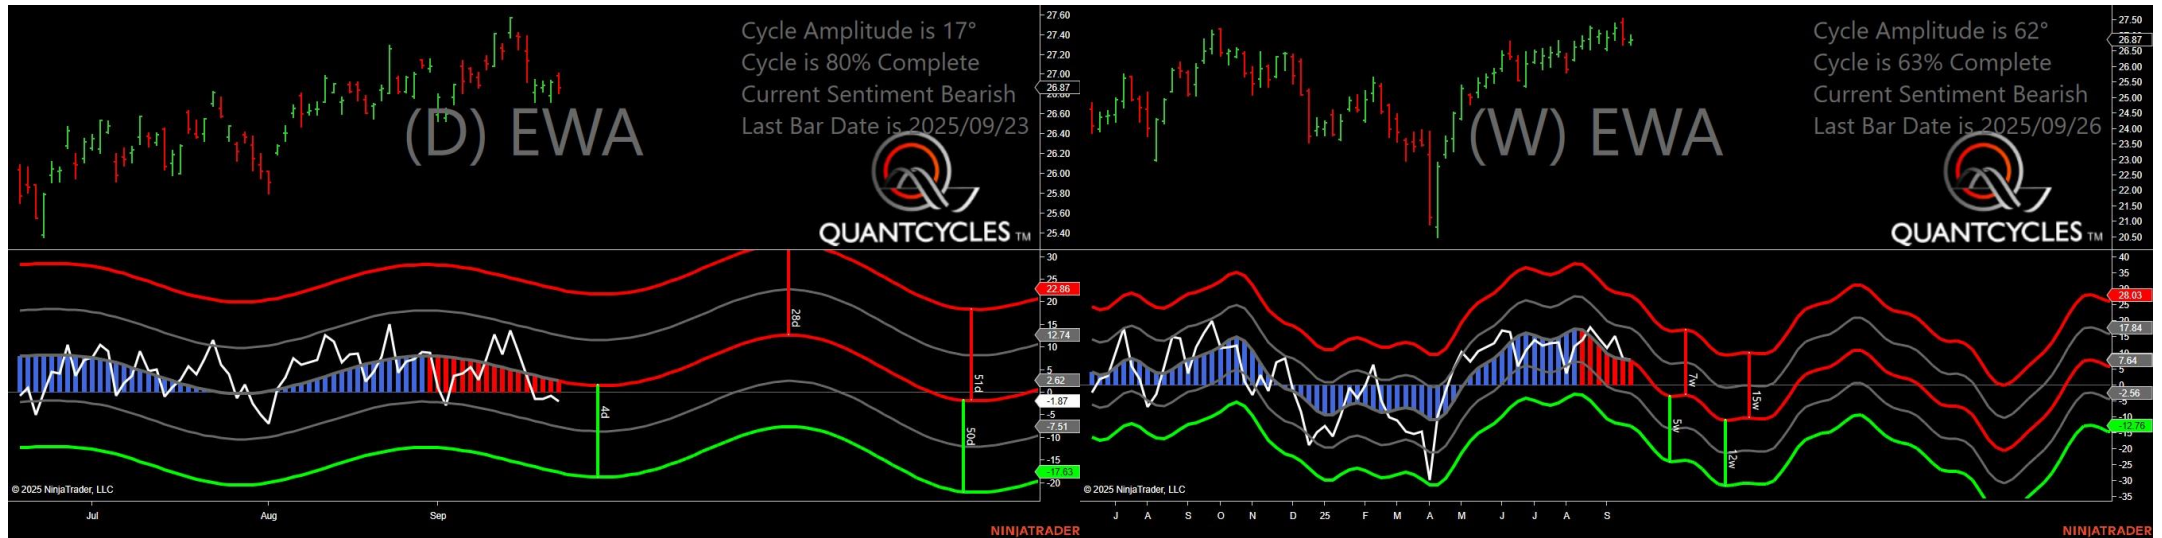 Cycle Amplitude is 17°
Cycle is 80% Complete
Current Sentiment Bearish
Last Bar Date is 2025/09/23
(D) EWA
QUANTCYCLES TM
27.60
27.40
27.20
27.00
26.87
26.60
26.40
26.20
26.00
25.80
25.60
25.40
30
25
22.86
20
15
12.74
10
5
2.62
0
-1.87
-5
-7.51
-10
-15
-17.63
-20
4d
28d
51d
50d
© 2025 NinjaTrader, LLC
Jul
Aug
Sep
NINJATRADER
Cycle Amplitude is 62°
Cycle is 63% Complete
Current Sentiment Bearish
Last Bar Date is 2025/09/26
(W) EWA
QUANTCYCLES TM
27.50
26.87
26.50
26.00
25.50
25.00
24.50
24.00
23.50
23.00
22.50
22.00
21.50
21.00
20.50
40
35
28.03
25
17.84
15
7.64
5
0
-2.56
-10
-12.76
-20
-25
-30
-35
7w
5w
15w
12w
© 2025 NinjaTrader, LLC
J A S O N D 25 F M A M J J A S
NINJATRADER